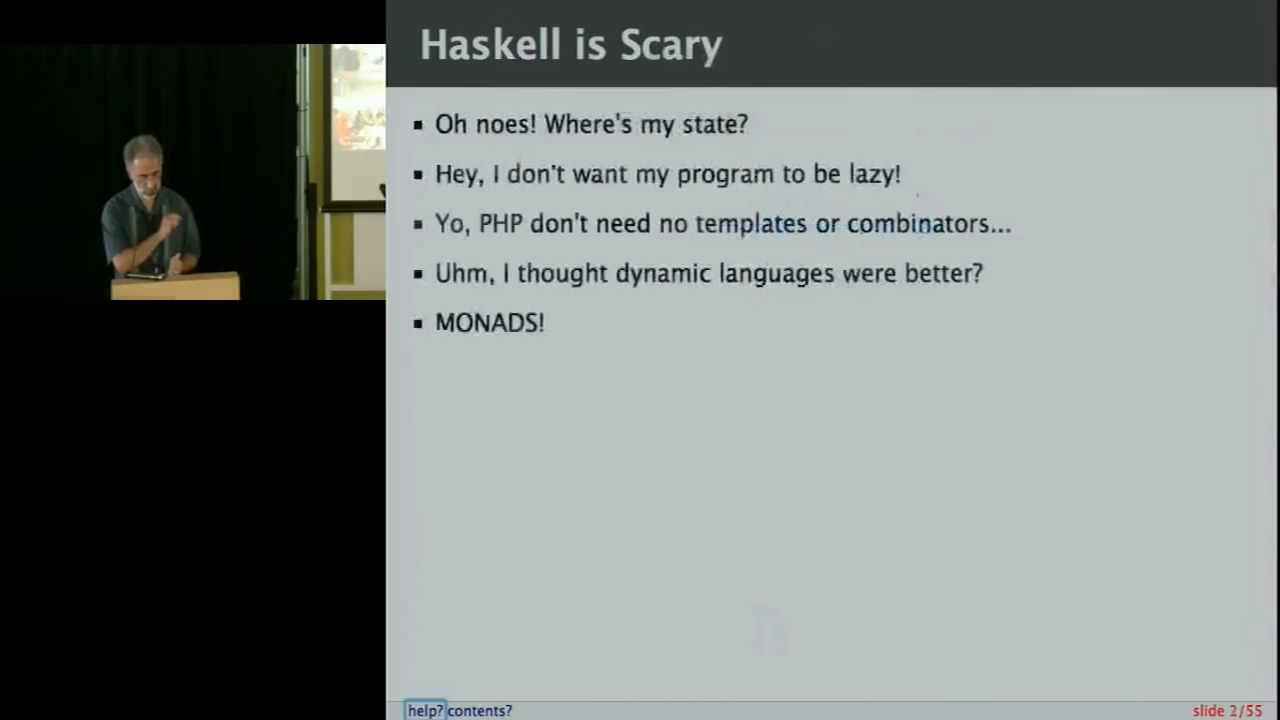 Haskell is Scary
Oh noes! Where's my state?
Hey, I don't want my program to be lazy!
Yo, PHP don't need no templates or combinators...
Uhm, I thought dynamic languages were better?
MONADS!
help? contents?
slide 2/55